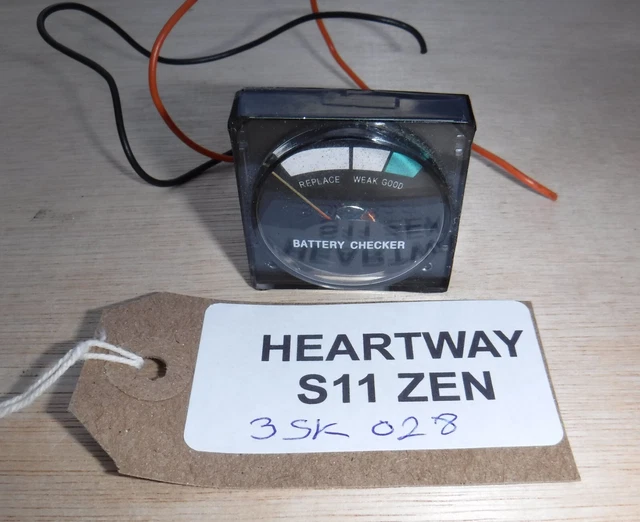 REPLACE WEAK GOOD
BATTERY CHECKER
HEARTWAY
S11 ZEN
3SK 028